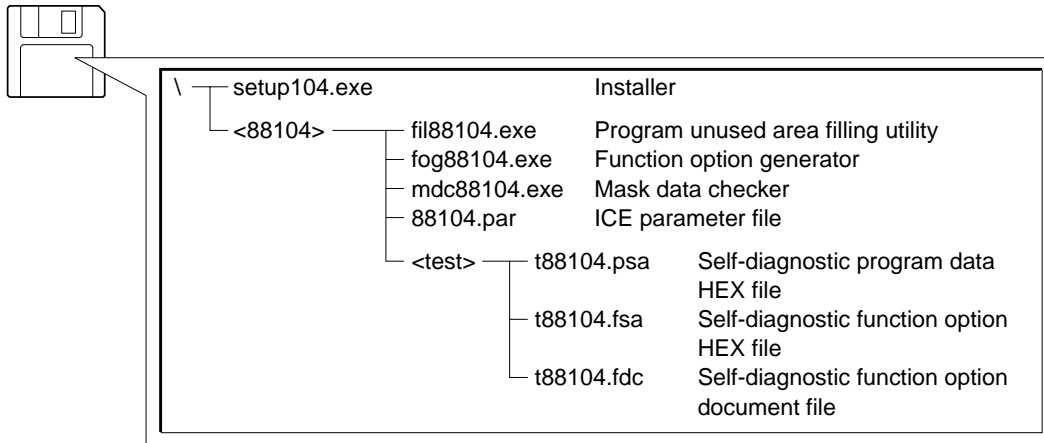 \ setup104.exe Installer
<88104> fil88104.exe Program unused area filling utility
fog88104.exe Function option generator
mdc88104.exe Mask data checker
88104.par ICE parameter file
<test> t88104.psa Self-diagnostic program data
HEX file
t88104.fsa Self-diagnostic function option
HEX file
t88104.fdc Self-diagnostic function option
document file